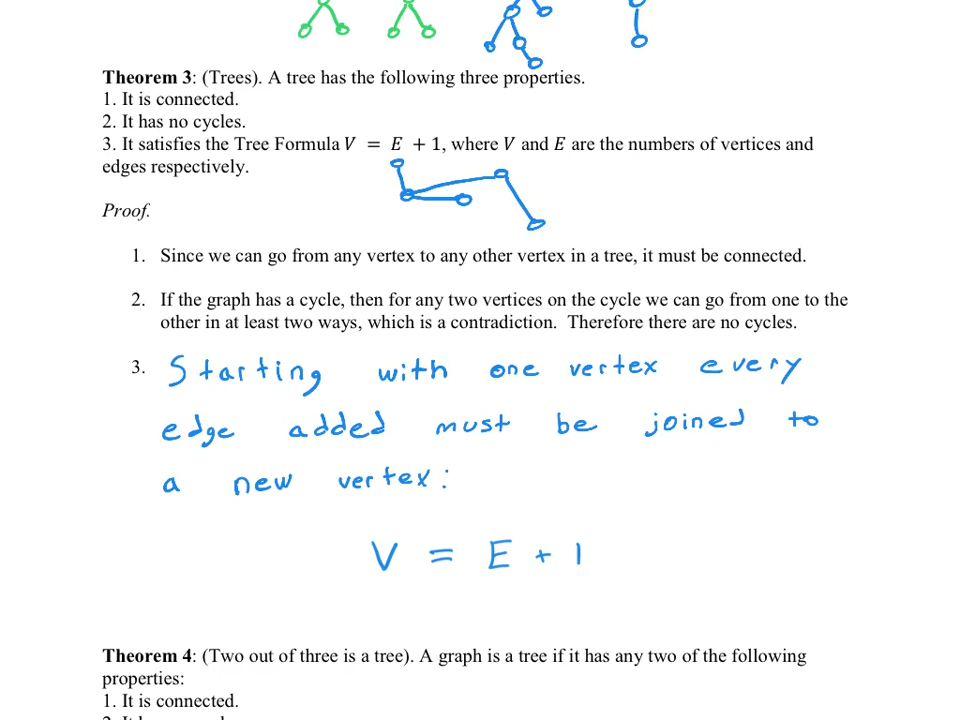 Theorem 3: (Trees). A tree has the following three properties.
1. It is connected.
2. It has no cycles.
3. It satisfies the Tree Formula V = E + 1, where V and E are the numbers of vertices and
edges respectively.
Proof.
1. Since we can go from any vertex to any other vertex in a tree, it must be connected.
2. If the graph has a cycle, then for any two vertices on the cycle we can go from one to the
other in at least two ways, which is a contradiction. Therefore there are no cycles.
3. Starting with one vertex every
edge added must be joined to
a new vertex:
V = E + 1
Theorem 4: (Two out of three is a tree). A graph is a tree if it has any two of the following
properties:
1. It is connected.